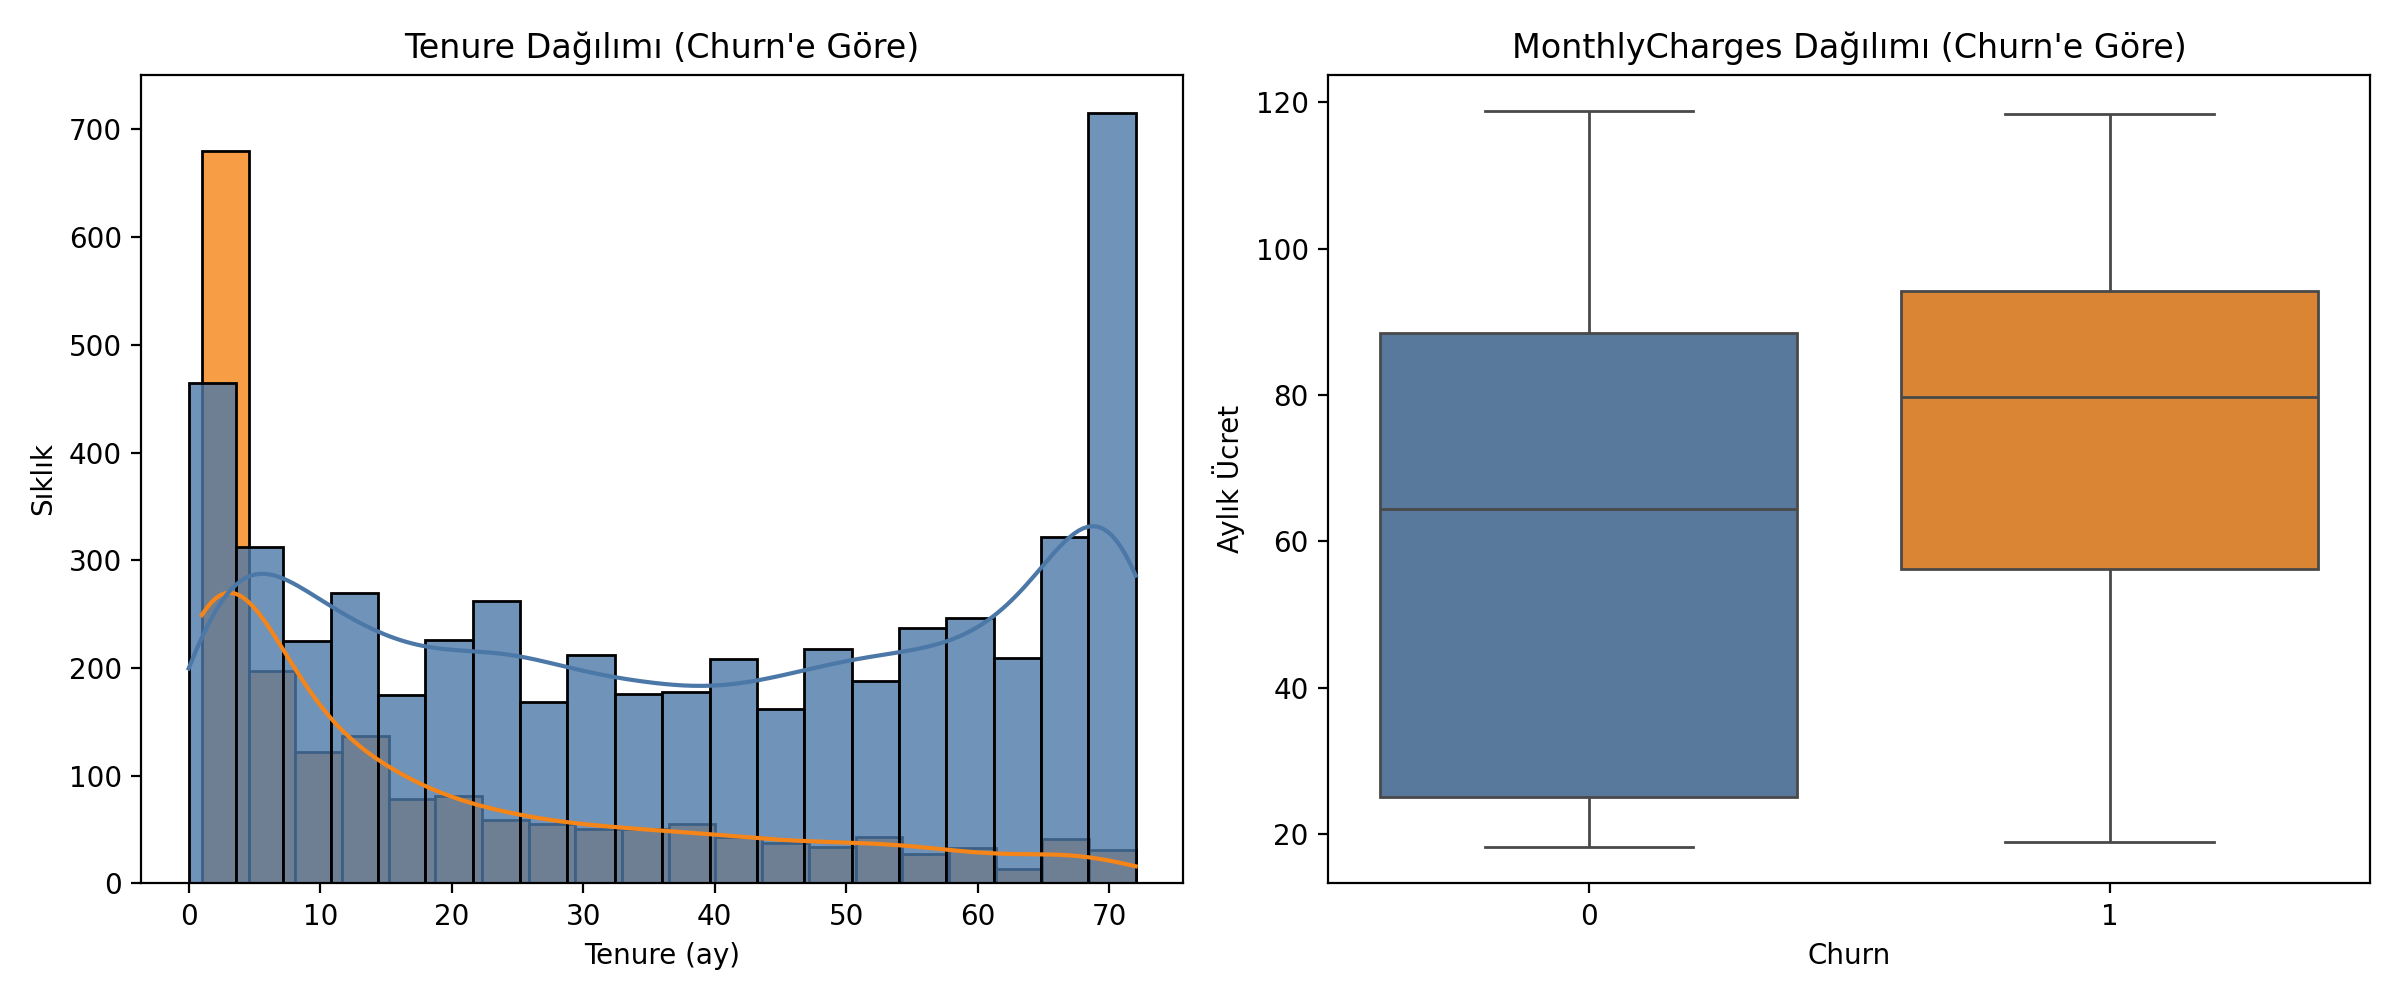 Tenure Dağılımı (Churn'e Göre)
Sıklık
700
600
500
400
300
200
100
0
0 10 20 30 40 50 60 70
Tenure (ay)
MonthlyCharges Dağılımı (Churn'e Göre)
Aylık Ücret
120
100
80
60
40
20
0 1
Churn